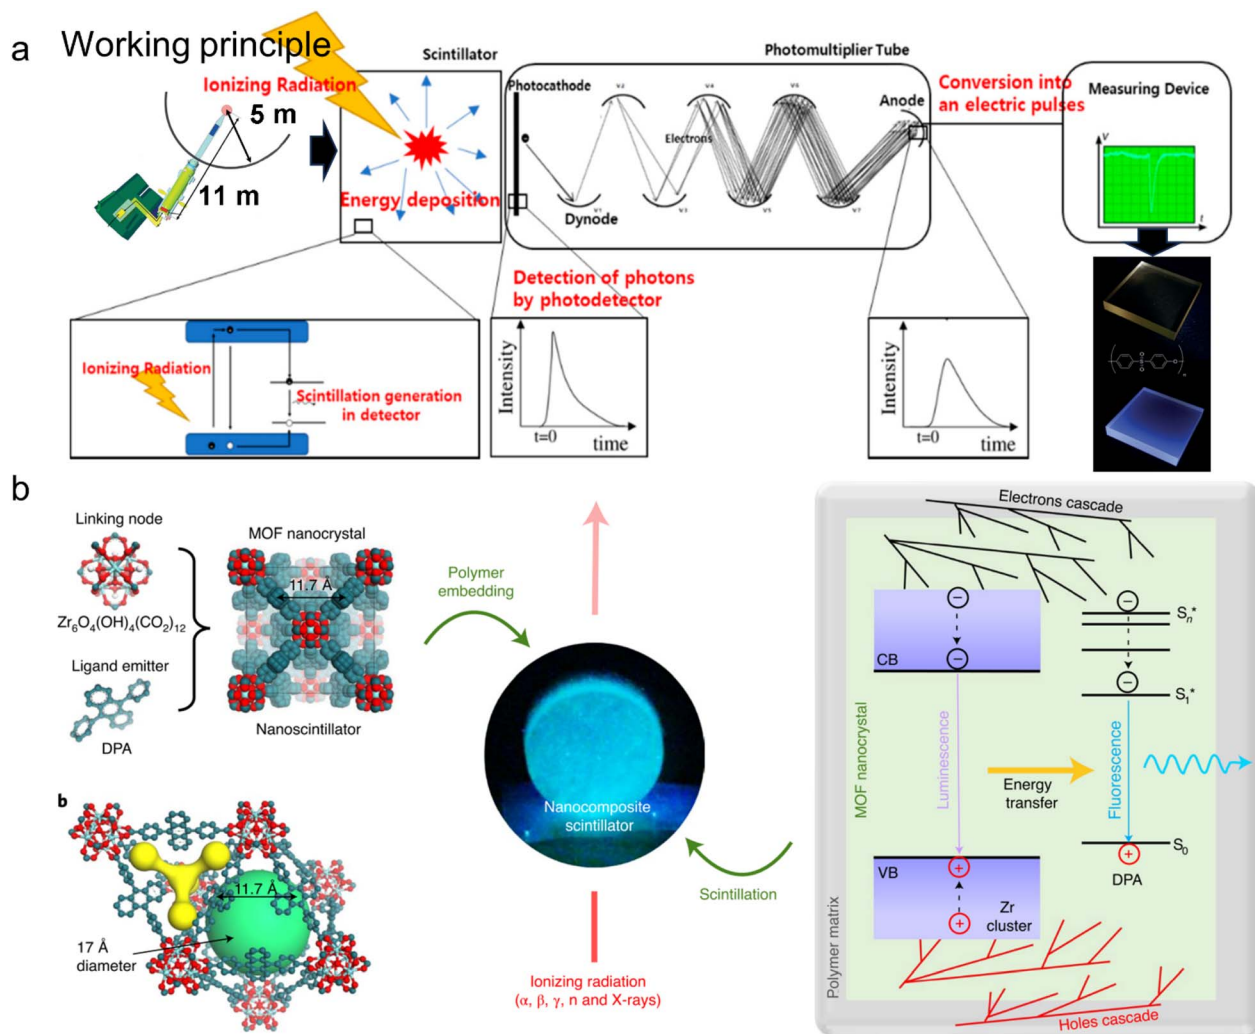 a
Working principle
Ionizing Radiation
5 m
11 m
Scintillator
Energy deposition
Photomultiplier Tube
Photocathode
Electrons
Dynode
Anode
Conversion into
an electric pulses
Measuring Device
V
t
Detection of photons
by photodetector
Ionizing Radiation
Scintillation generation
in detector
Intensity
t=0
time
Intensity
t=0
time
b
Linking node
Zr6O4(OH)4(CO2)12
Ligand emitter
DPA
MOF nanocrystal
11.7 Å
Nanoscintillator
Polymer
embedding
Nanocomposite
scintillator
Scintillation
Ionizing radiation
(α, β, γ, n and X-rays)
b
11.7 Å
17 Å
diameter
Polymer matrix
MOF nanocrystal
Electrons cascade
CB
Luminescence
VB
Zr
cluster
Energy
transfer
Sn*
S1*
Fluorescence
S0
DPA
Holes cascade